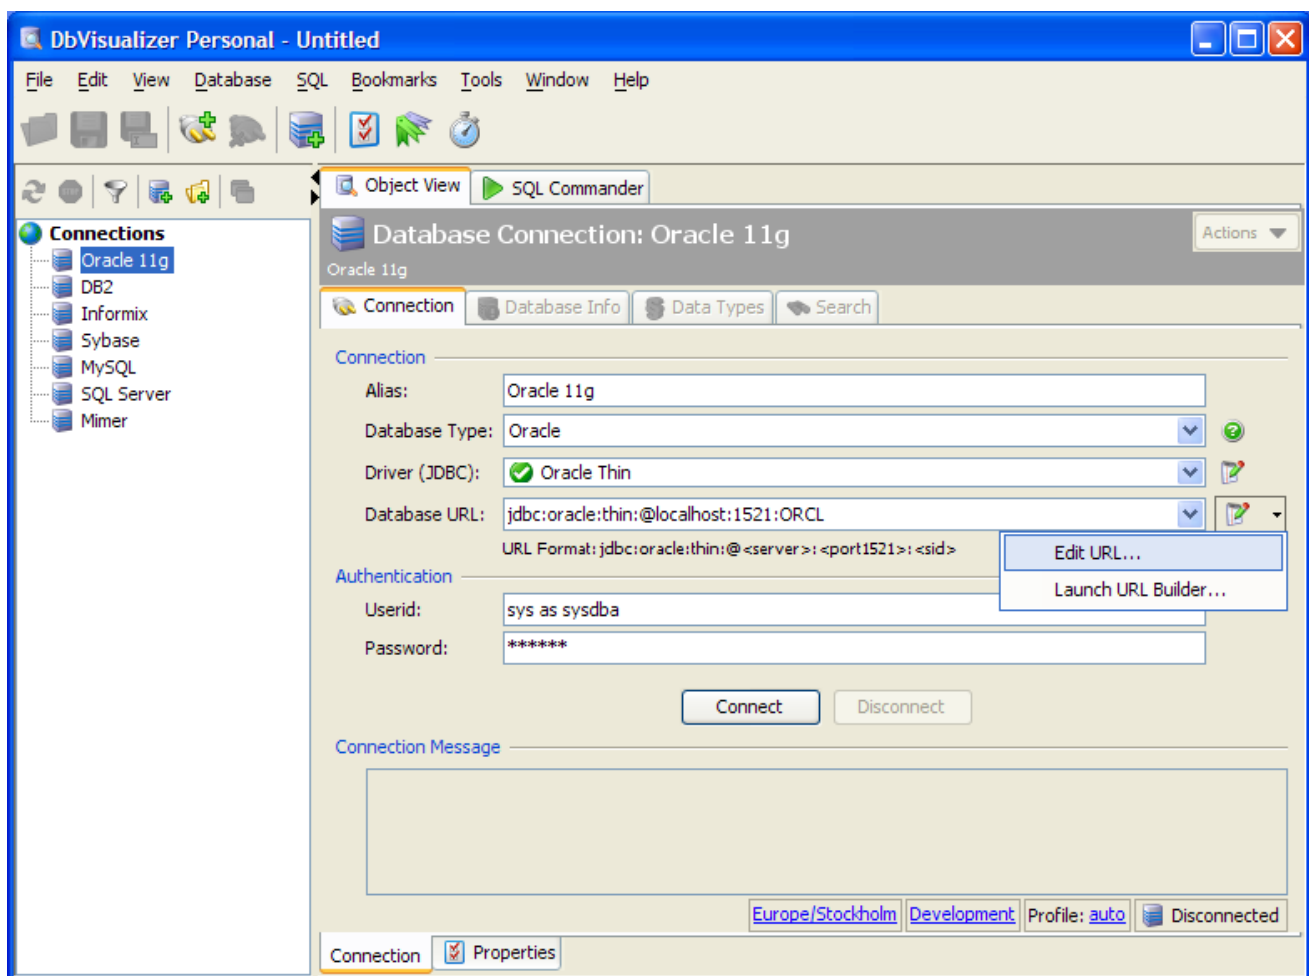 DbVisualizer Personal - Untitled
File Edit View Database SQL Bookmarks Tools Window Help
Object View SQL Commander
Connections
Oracle 11g
DB2
Informix
Sybase
MySQL
SQL Server
Mimer
Database Connection: Oracle 11g
Actions
Oracle 11g
Connection Database Info Data Types Search
Connection
Alias: Oracle 11g
Database Type: Oracle
Driver (JDBC): Oracle Thin
Database URL: jdbc:oracle:thin:@localhost:1521:ORCL
URL Format: jdbc:oracle:thin:@<server>:<port1521>:<sid>
Edit URL...
Launch URL Builder...
Authentication
Userid: sys as sysdba
Password: ******
Connect Disconnect
Connection Message
Europe/Stockholm Development Profile: auto Disconnected
Connection Properties